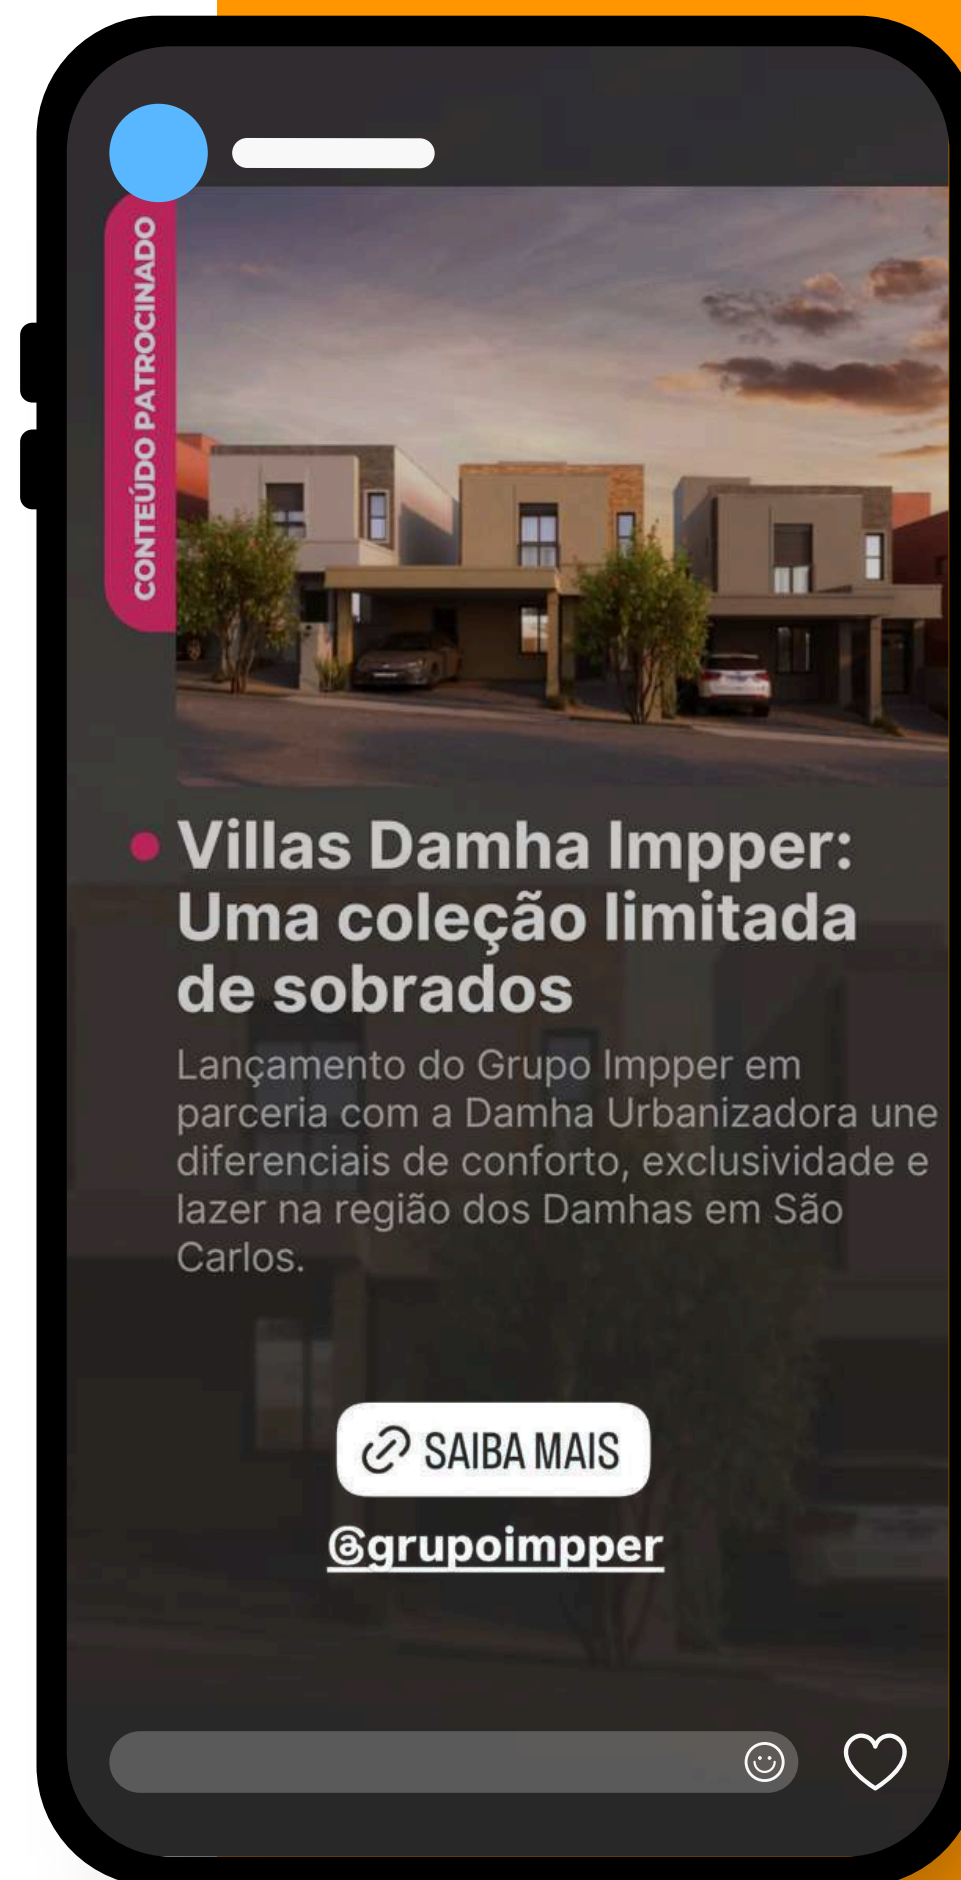 CONTEÚDO PATROCINADO
Villas Damha Impper:
Uma coleção limitada
de sobrados
Lançamento do Grupo Impper em
parceria com a Damha Urbanizadora une
diferenciais de conforto, exclusividade e
lazer na região dos Damhas em São
Carlos.
SAIBA MAIS
@grupoimpper